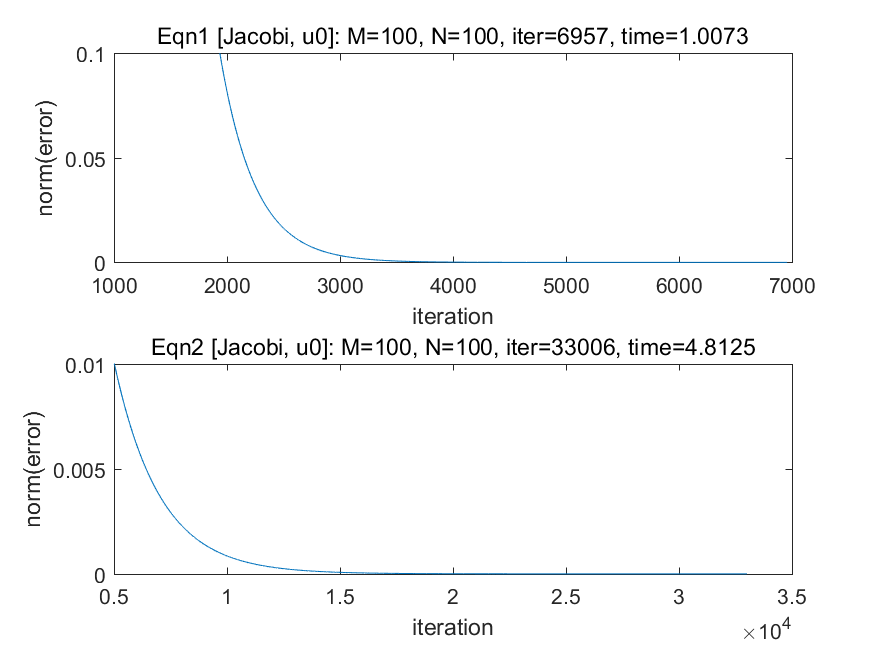 Eqn1 [Jacobi, u0]: M=100, N=100, iter=6957, time=1.0073
0.1
0.05
0
norm(error)
1000 2000 3000 4000 5000 6000 7000
iteration
Eqn2 [Jacobi, u0]: M=100, N=100, iter=33006, time=4.8125
0.01
0.005
0
norm(error)
0.5 1 1.5 2 2.5 3 3.5
iteration
×10⁴